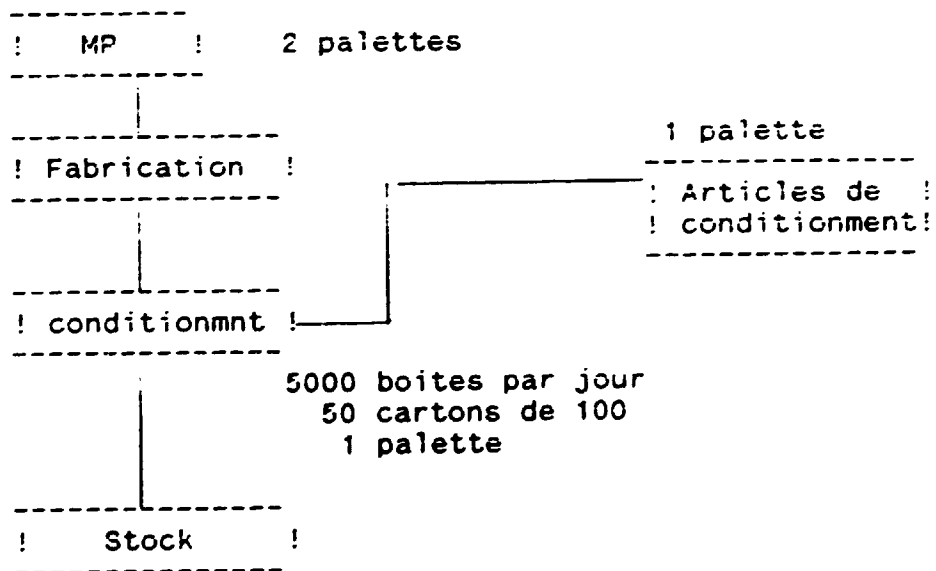 MP
2 palettes
1 palette
Fabrication
Articles de
conditionment
conditionmnt
5000 boites par jour
50 cartons de 100
1 palette
Stock